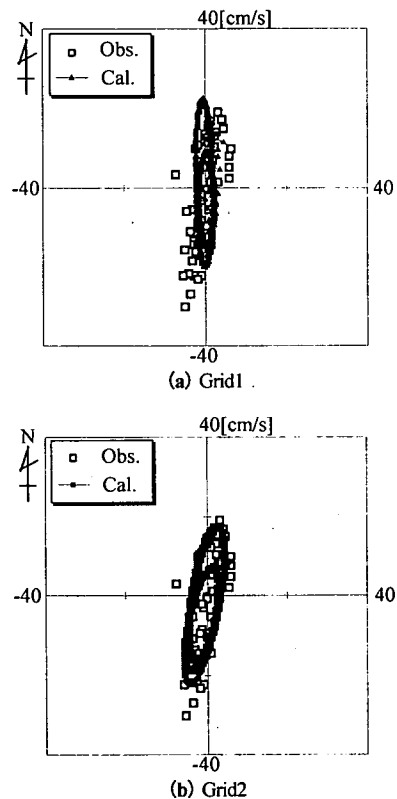 40[cm/s]
N
Obs.
Cal.
-40
40
-40
(a) Grid1
40[cm/s]
N
Obs.
Cal.
-40
40
-40
(b) Grid2